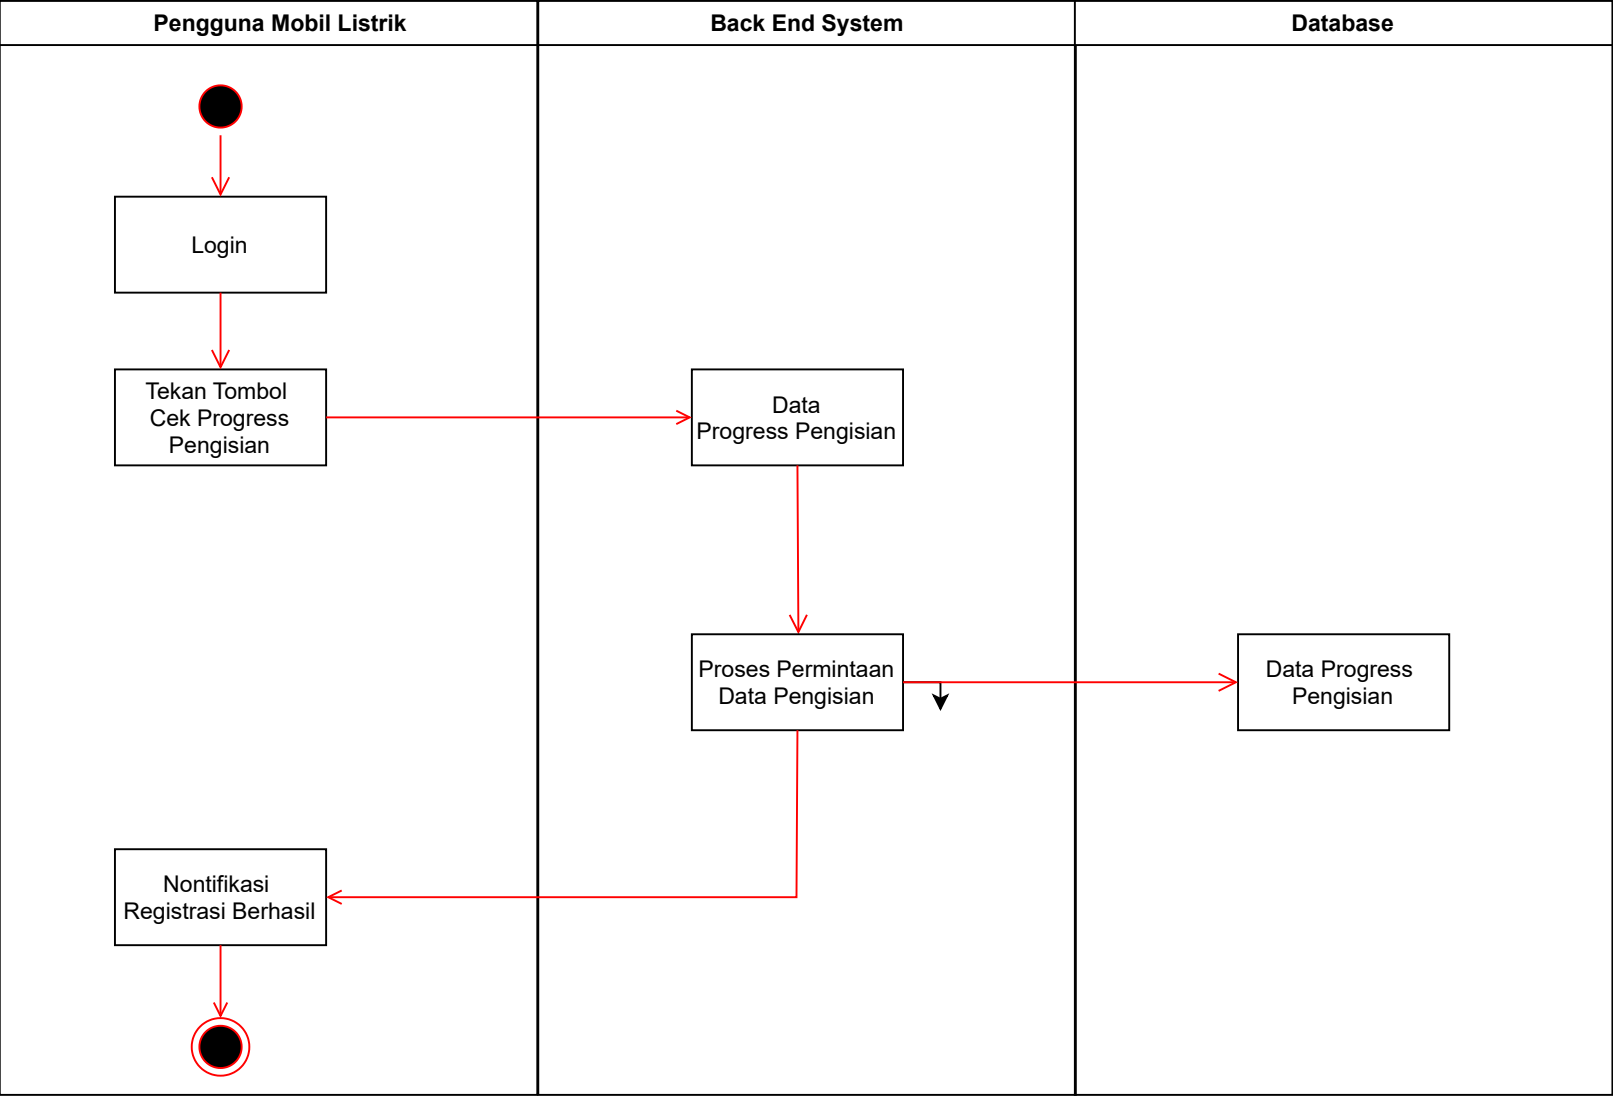 Pengguna Mobil Listrik
Back End System
Database
Login
Tekan Tombol
Cek Progress
Pengisian
Data
Progress Pengisian
Proses Permintaan
Data Pengisian
Data Progress
Pengisian
Nontifikasi
Registrasi Berhasil